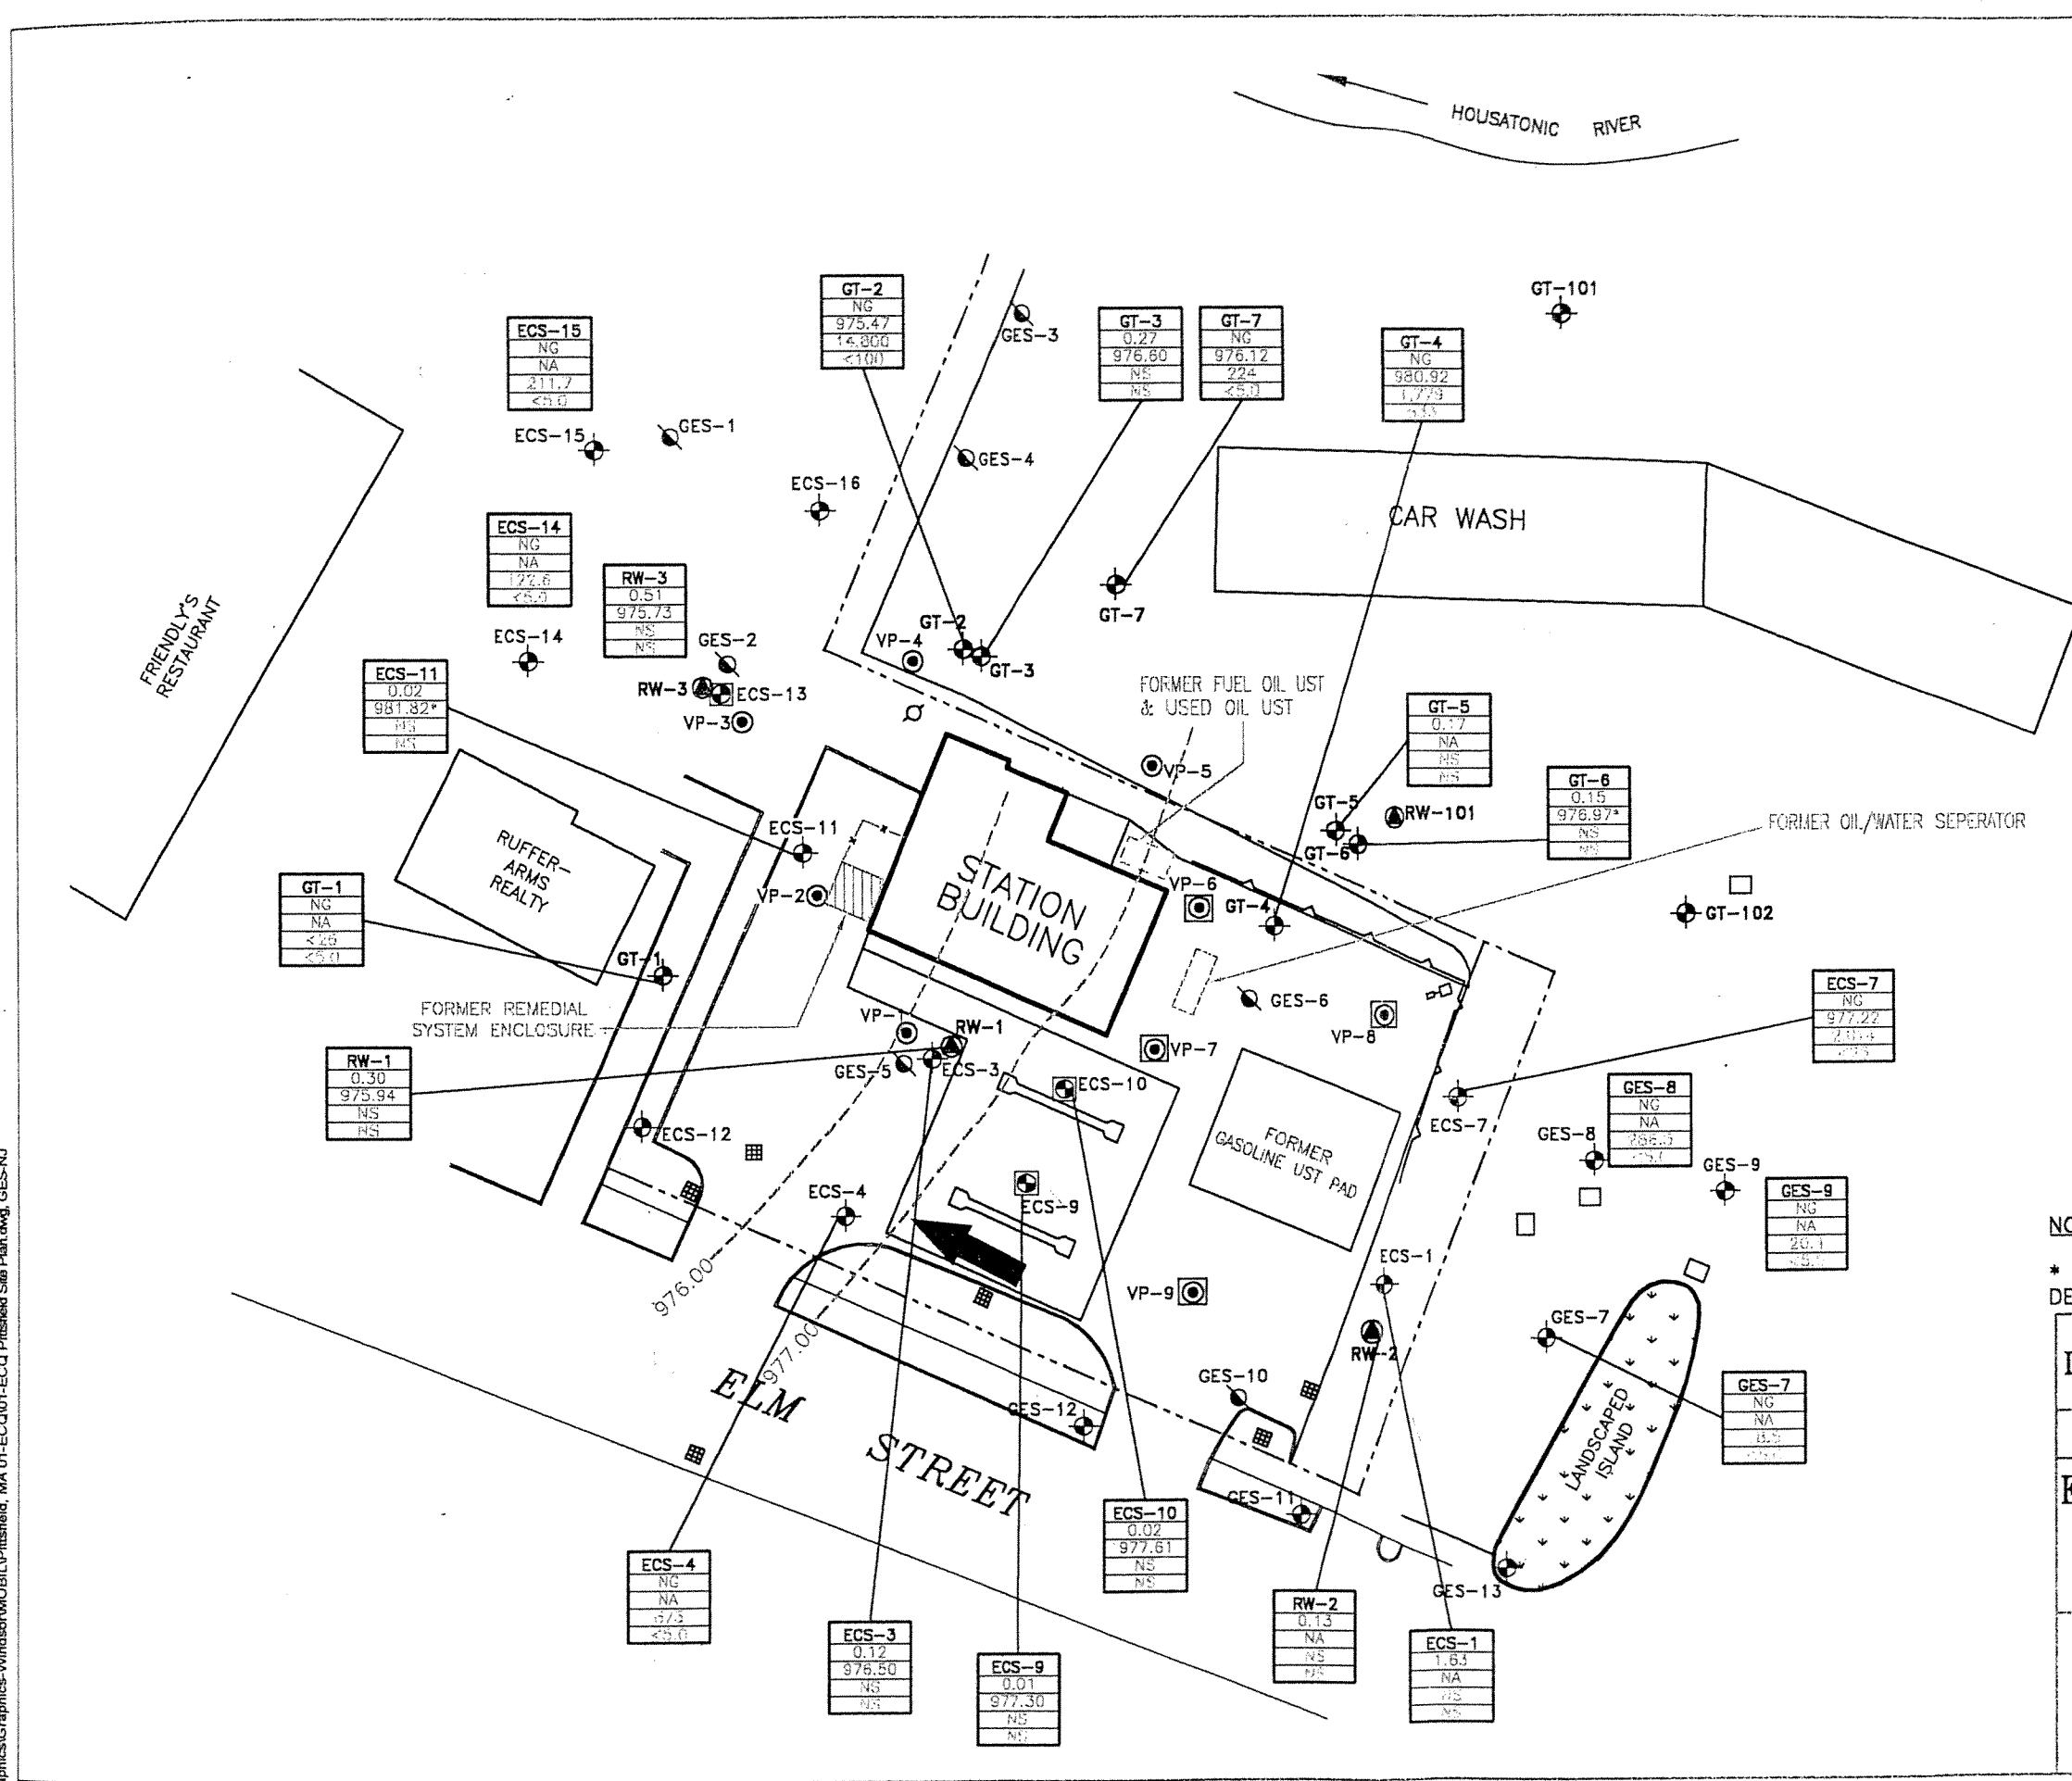 HOUSATONIC RIVER
GT-101
GT-2
NG
975.47
14,800
<100
GES-3
GT-3
0.27
976.60
NS
NS
GT-7
NG
976.12
224
<5.0
GT-4
NG
980.92
1,779
ECS-15
NG
NA
211.7
<5.0
ECS-15
GES-1
GES-4
ECS-16
CAR WASH
ECS-14
NG
NA
122.6
<5.0
RW-3
0.51
975.73
NS
NS
FRIENDLY'S
RESTAURANT
GT-7
GT-2
VP-4
GT-3
ECS-14
GES-2
RW-3
ECS-13
VP-3
ECS-11
0.02
981.82*
NS
NS
FORMER FUEL OIL UST
& USED OIL UST
GT-5
0.17
NA
NS
NS
VP-5
GT-6
0.15
976.97*
NS
NS
GT-5
RW-101
GT-6
FORMER OIL/WATER SEPERATOR
ECS-11
RUFFER-
ARMS
REALTY
STATION
BUILDING
VP-2
VP-6
GT-4
GT-102
GT-1
NG
NA
<26
<5.0
GT-1
FORMER REMEDIAL
SYSTEM ENCLOSURE
GES-6
VP-8
ECS-7
NG
977.22
VP-1
RW-1
GES-5
ECS-3
VP-7
RW-1
0.30
975.94
NS
NS
ECS-10
ECS-7
GES-8
NG
NA
GES-8
ECS-12
FORMER
GASOLINE UST PAD
GES-9
GES-9
NG
NA
20.1
ECS-4
ECS-9
ECS-1
976.00
VP-9
977.00
RW-2
GES-7
LANDSCAPED
ISLAND
GES-7
NG
NA
ELM
STREET
GES-10
GES-12
GES-11
GES-13
ECS-10
0.02
977.61
NS
NS
ECS-4
NG
NA
<5.0
ECS-3
0.12
976.50
NS
NS
ECS-9
0.01
977.30
NS
NS
RW-2
0.13
NA
NS
NS
ECS-1
1.63
NA
NS
NS
*